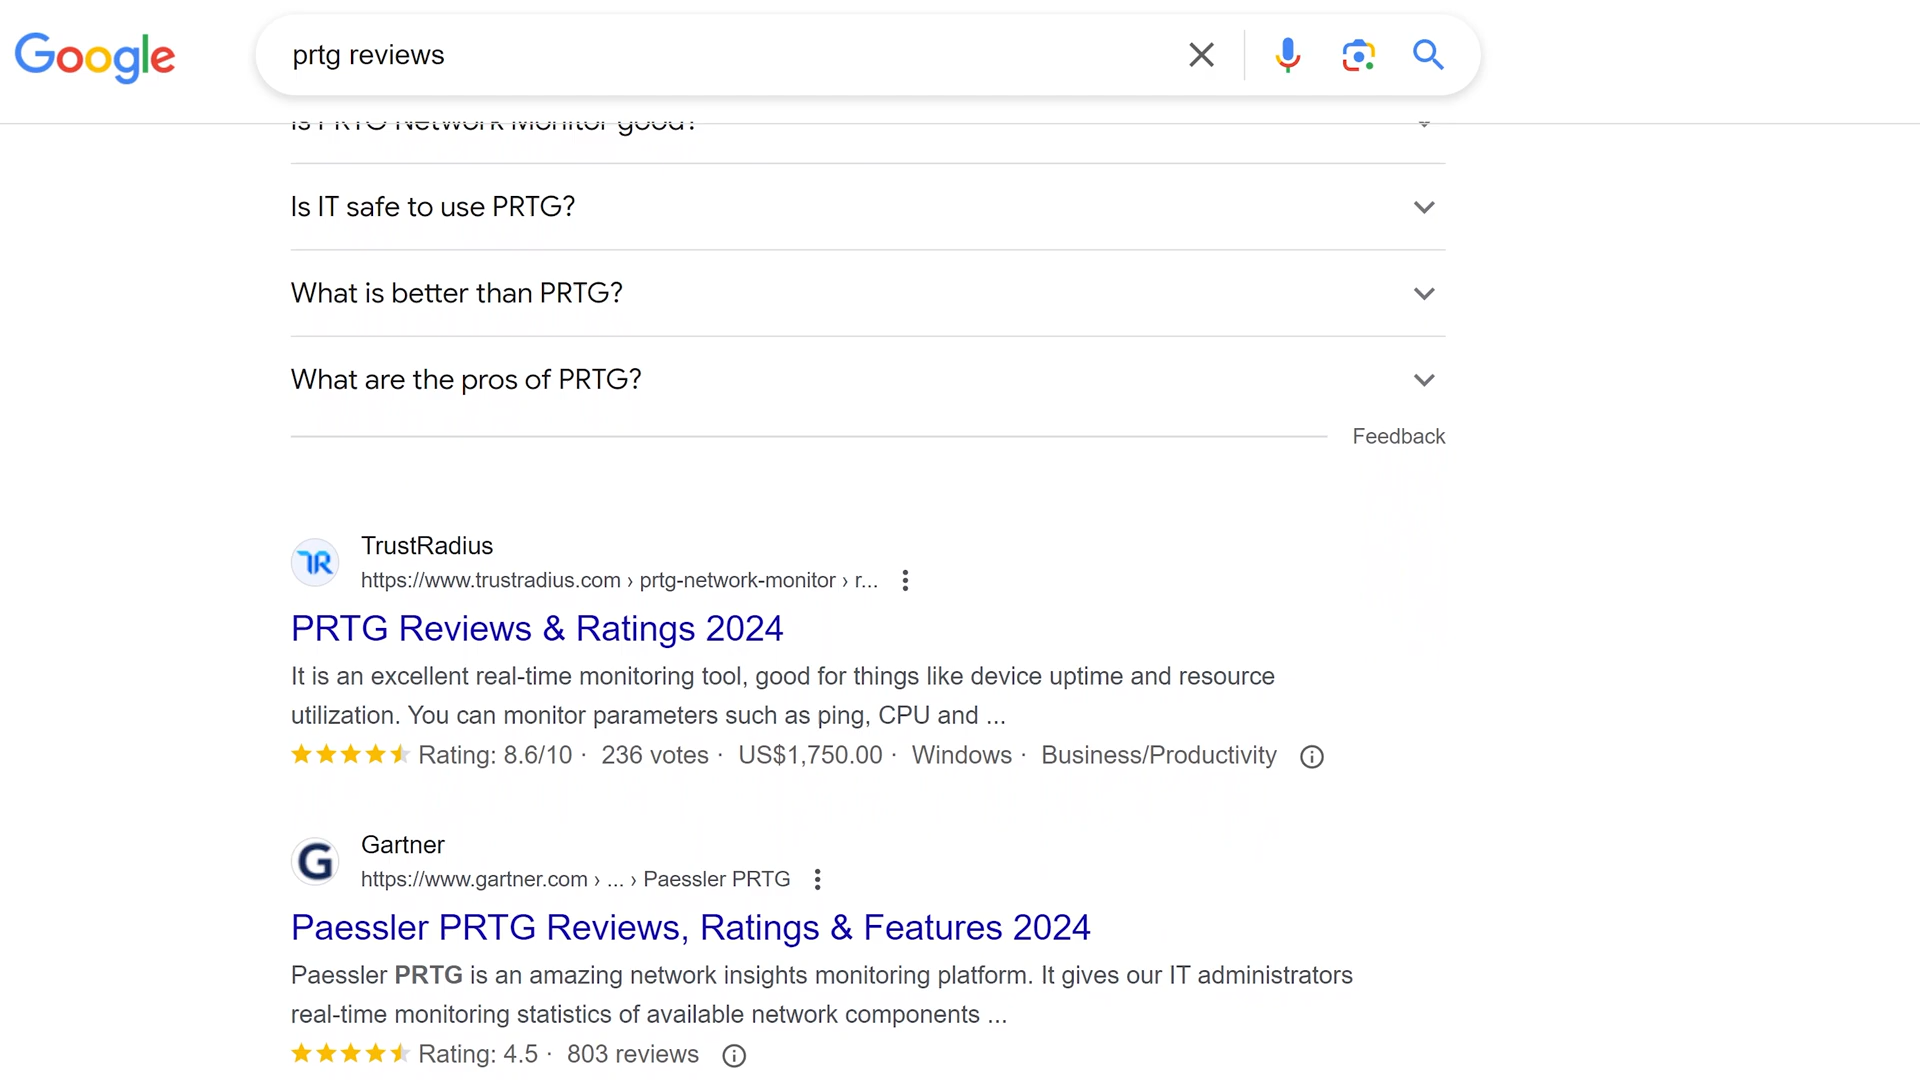 Google
prtg reviews
Is PRTG Network Monitor good?
Is IT safe to use PRTG?
What is better than PRTG?
What are the pros of PRTG?
Feedback
TrustRadius
https://www.trustradius.com › prtg-network-monitor › r...
PRTG Reviews & Ratings 2024
It is an excellent real-time monitoring tool, good for things like device uptime and resource
utilization. You can monitor parameters such as ping, CPU and ...
Rating: 8.6/10 · 236 votes · US$1,750.00 · Windows · Business/Productivity
Gartner
https://www.gartner.com › ... › Paessler PRTG
Paessler PRTG Reviews, Ratings & Features 2024
Paessler PRTG is an amazing network insights monitoring platform. It gives our IT administrators
real-time monitoring statistics of available network components ...
Rating: 4.5 · 803 reviews